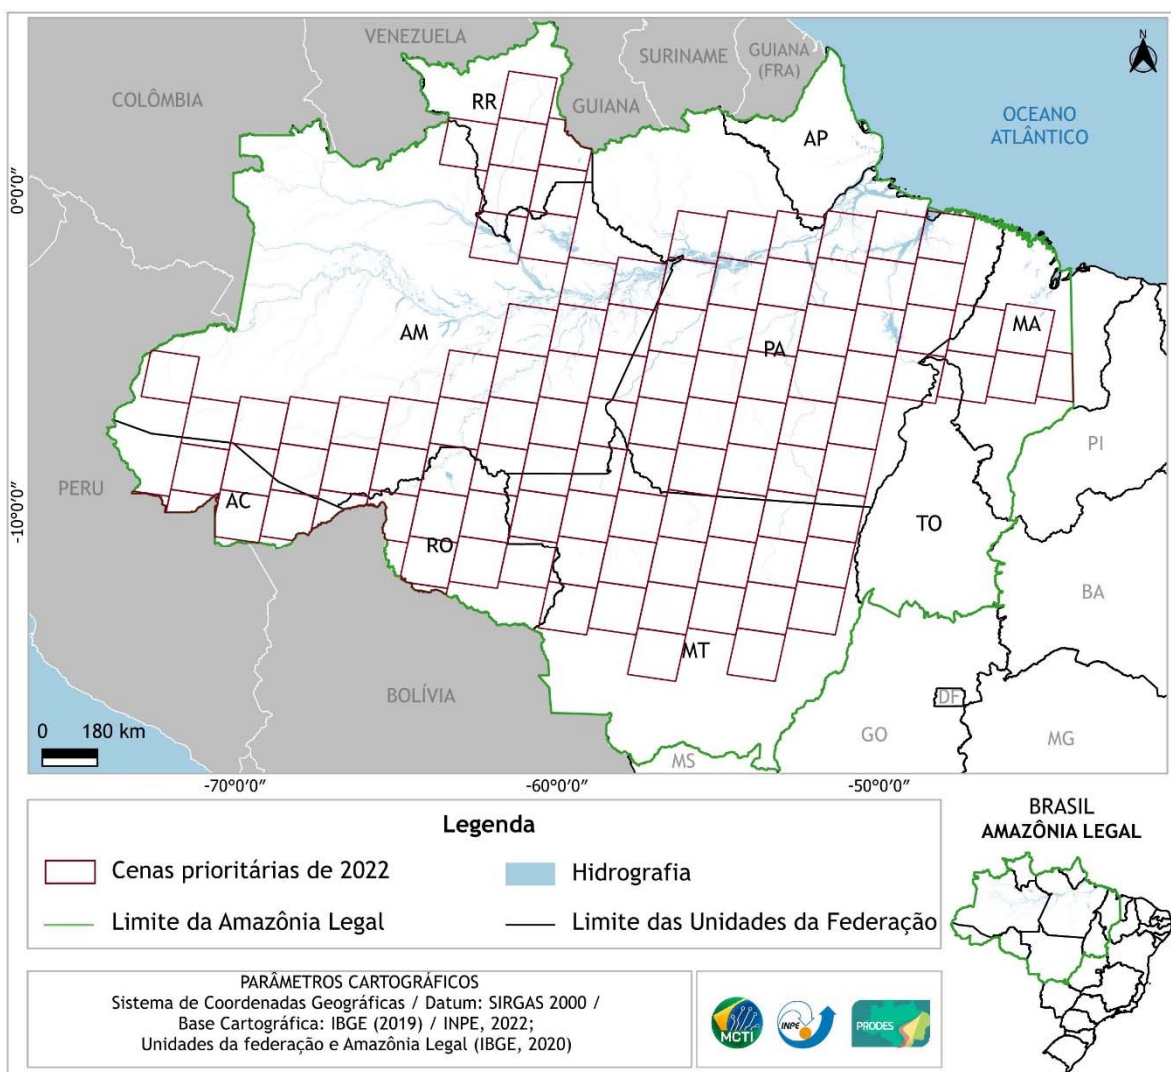 VENEZUELA
SURINAME
GUIANA
(FRA)
N
COLÔMBIA
RR
GUIANA
OCEANO
ATLÂNTICO
AP
0°0'0"
AM
PA
MA
PI
PERU
AC
-10°0'0"
RO
TO
BA
MT
BOLÍVIA
DF
GO
MG
MS
0 180 km
-70°0'0"
-60°0'0"
-50°0'0"
Legenda
Cenas prioritárias de 2022
Hidrografia
Limite da Amazônia Legal
Limite das Unidades da Federação
BRASIL
AMAZÔNIA LEGAL
PARÂMETROS CARTOGRÁFICOS
Sistema de Coordenadas Geográficas / Datum: SIRGAS 2000 /
Base Cartográfica: IBGE (2019) / INPE, 2022;
Unidades da federação e Amazônia Legal (IBGE, 2020)
MCTI
INPE
PRODES